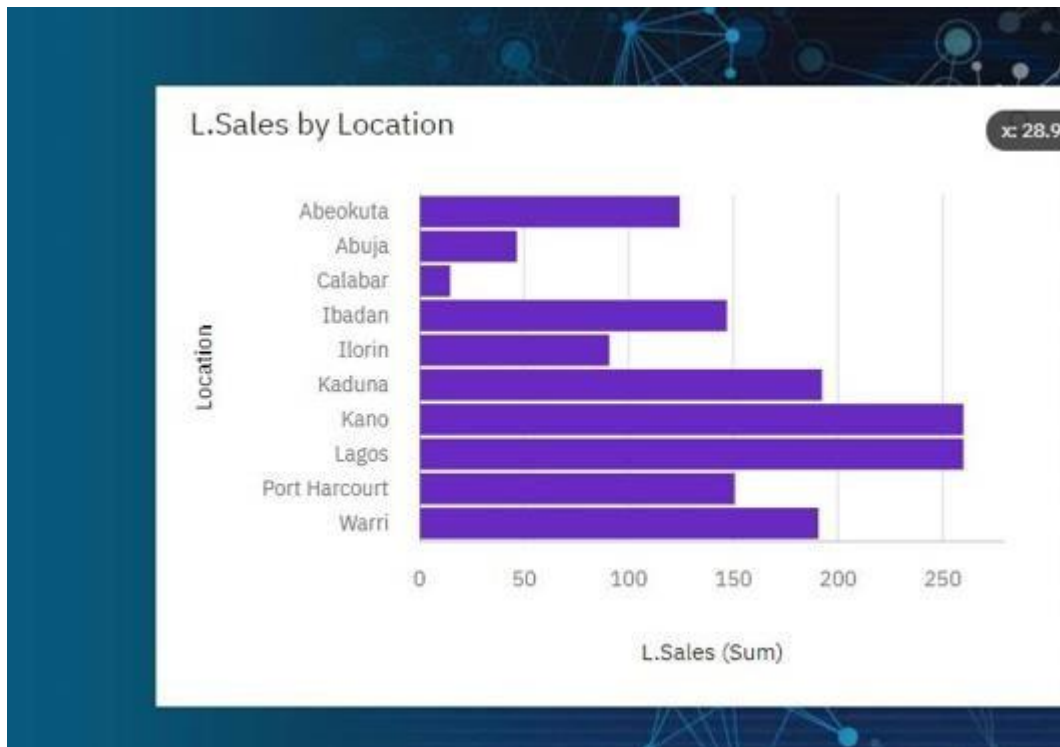 L.Sales by Location
x: 28.9
Abeokuta
Abuja
Calabar
Ibadan
Ilorin
Kaduna
Kano
Lagos
Port Harcourt
Warri
Location
0 50 100 150 200 250
L.Sales (Sum)